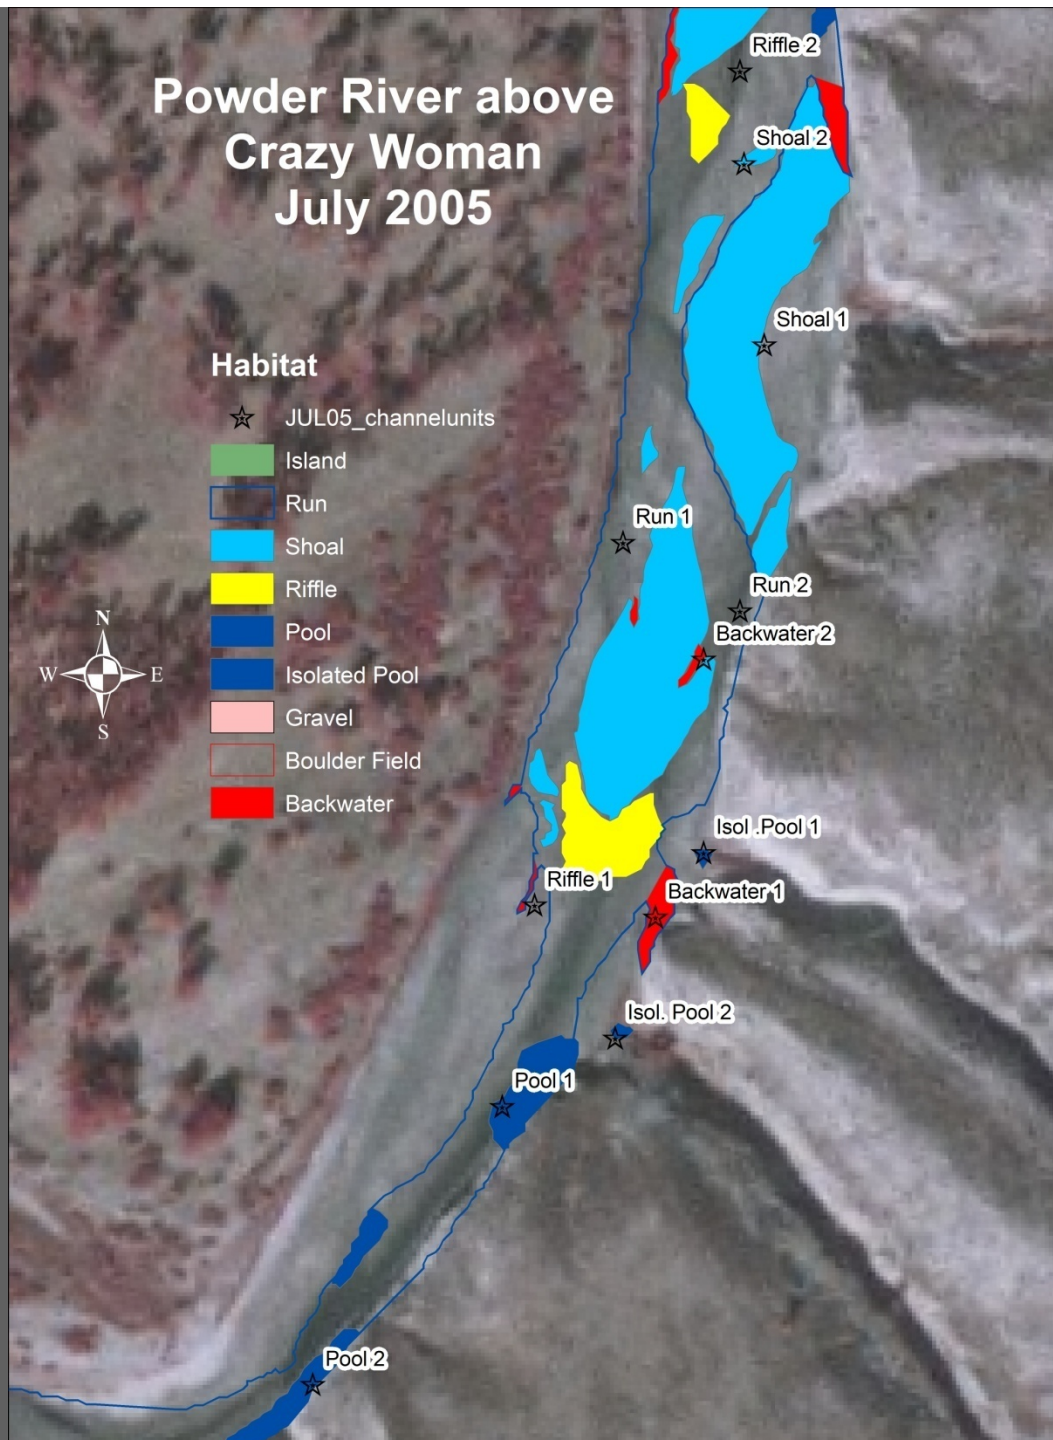 Powder River above
Crazy Woman
July 2005
Riffle 2
Shoal 2
Shoal 1
Habitat
JUL05_channelunits
Island
Run
Shoal
Riffle
Pool
Isolated Pool
Gravel
Boulder Field
Backwater
N
W
E
S
Run 1
Run 2
Backwater 2
Isol .Pool 1
Riffle 1
Backwater 1
Isol. Pool 2
Pool 1
Pool 2